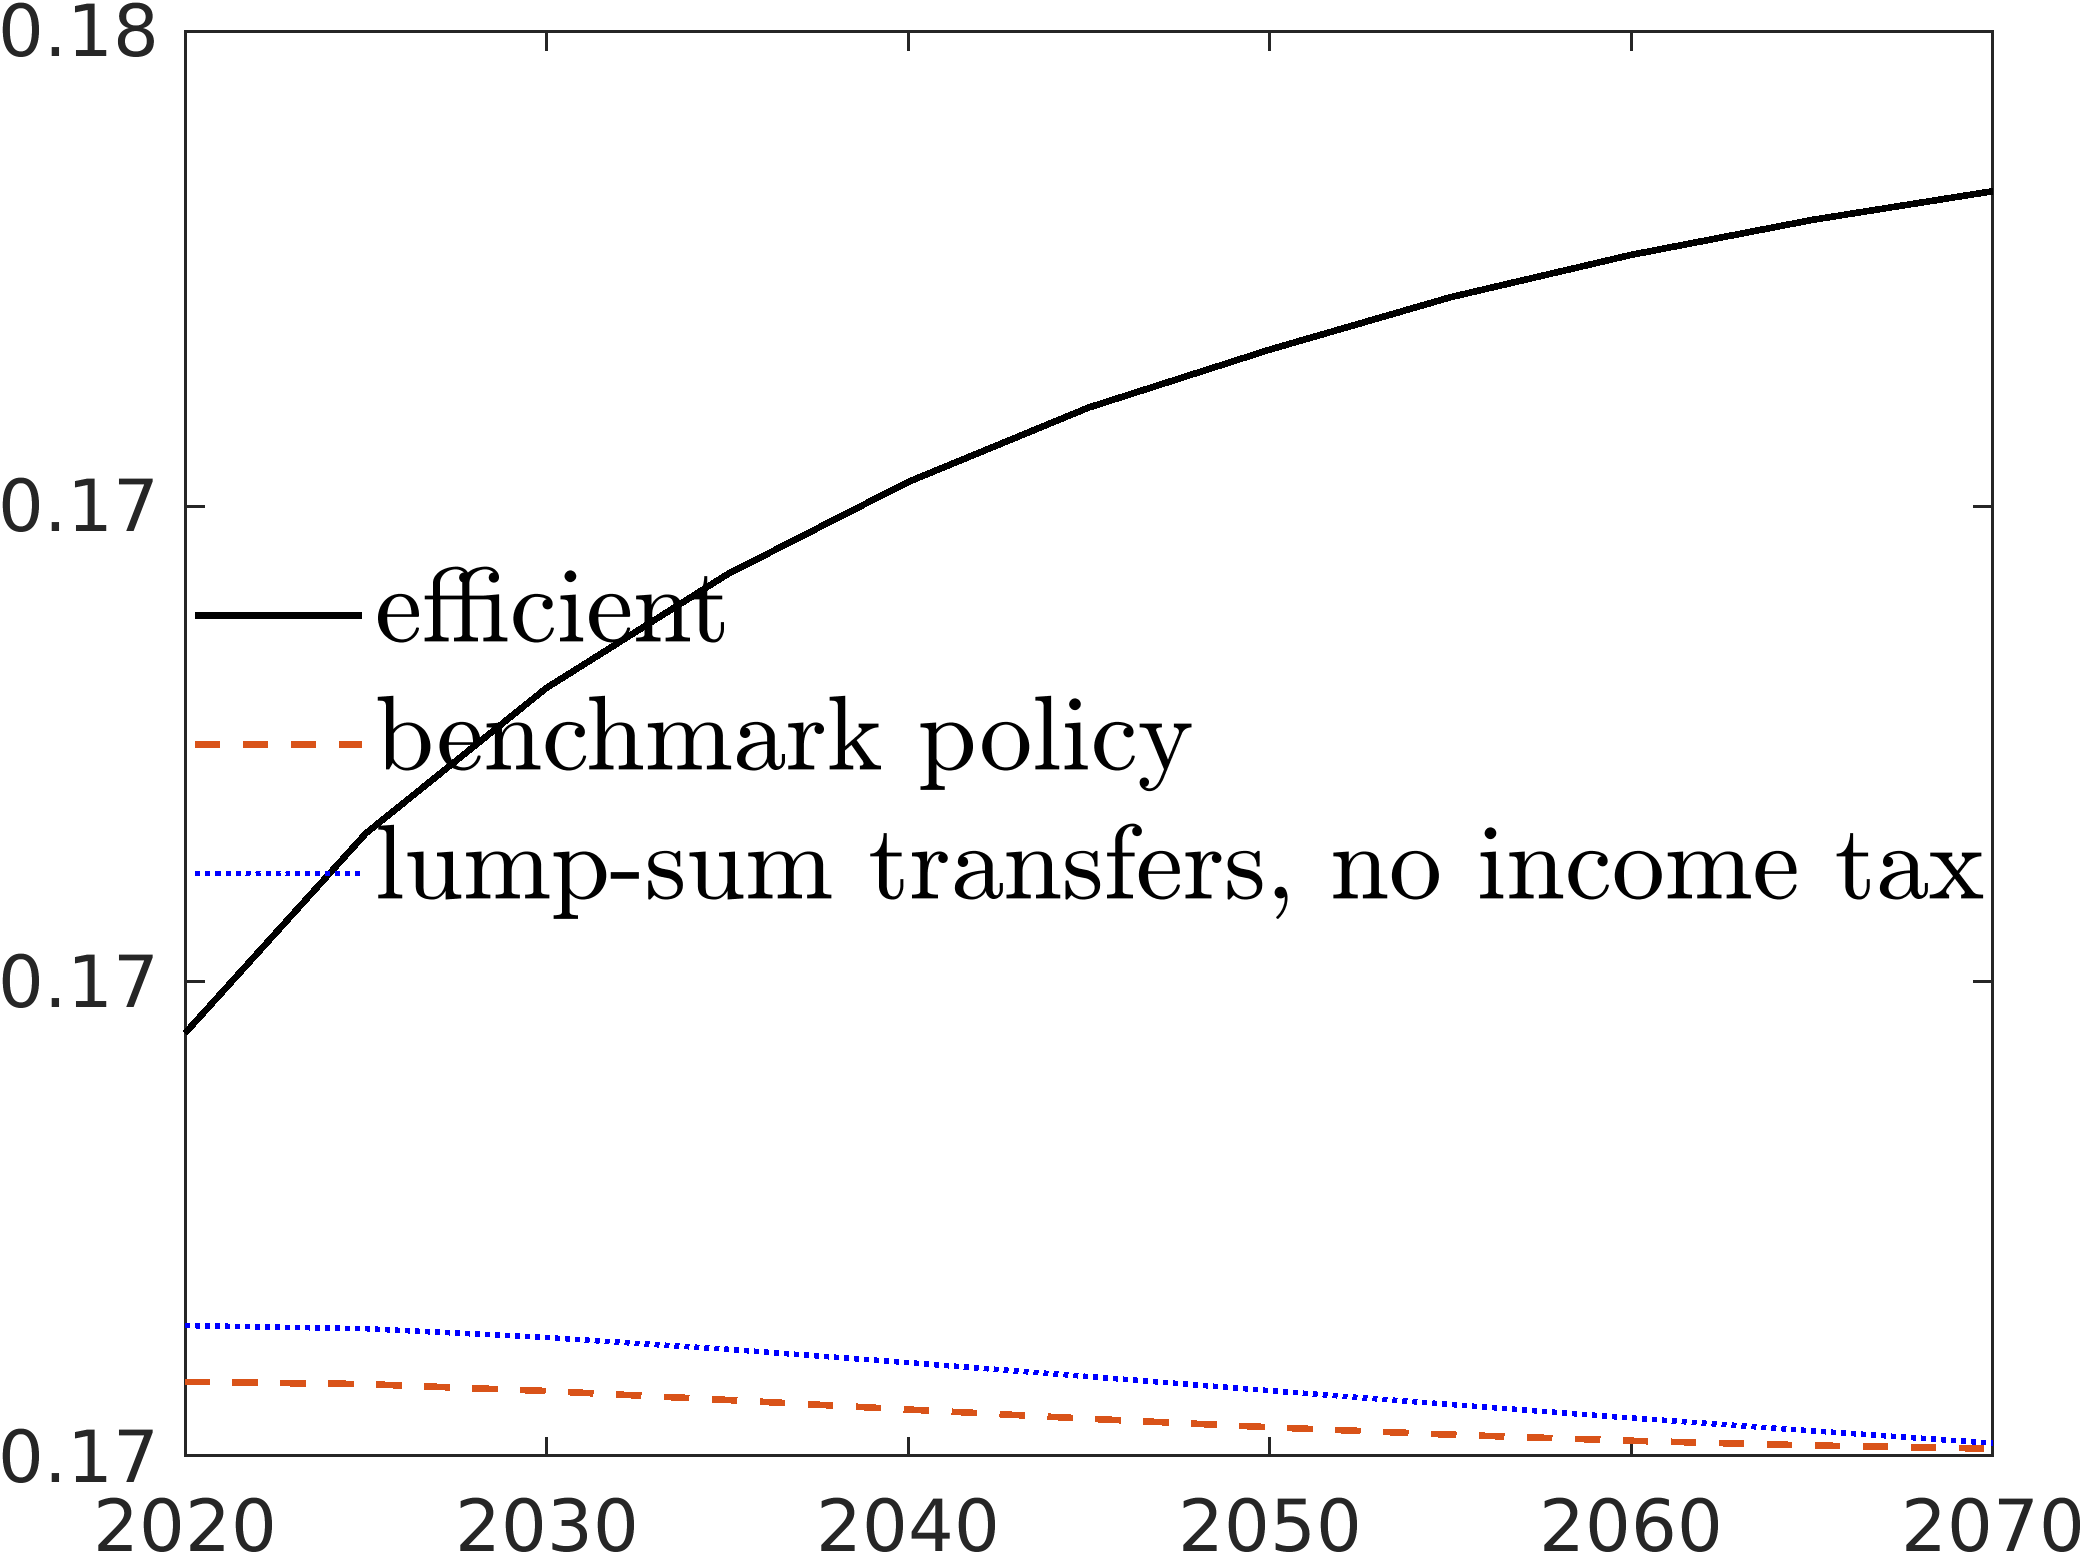 0.18
0.17
efficient
benchmark policy
0.17
lump-sum transfers, no income tax
0.17
2020 2030 2040 2050 2060 2070